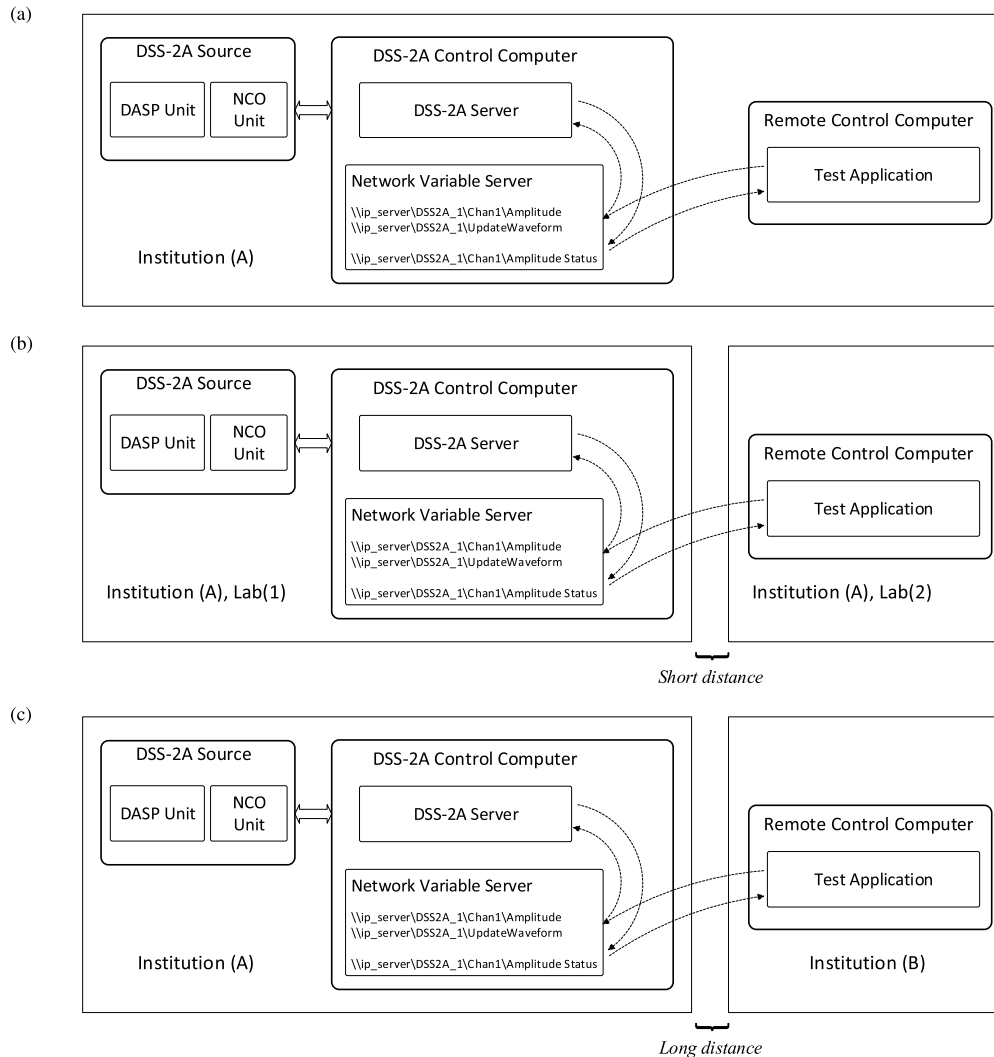 (a)
DSS-2A Source
DASP Unit
NCO
Unit
DSS-2A Control Computer
DSS-2A Server
Network Variable Server
\\ip_server\DSS2A_1\Chan1\Amplitude
\\ip_server\DSS2A_1\UpdateWaveform
\\ip_server\DSS2A_1\Chan1\Amplitude Status
Remote Control Computer
Test Application
Institution (A)
(b)
DSS-2A Source
DASP Unit
NCO
Unit
DSS-2A Control Computer
DSS-2A Server
Network Variable Server
\\ip_server\DSS2A_1\Chan1\Amplitude
\\ip_server\DSS2A_1\UpdateWaveform
\\ip_server\DSS2A_1\Chan1\Amplitude Status
Remote Control Computer
Test Application
Institution (A), Lab(1)
Institution (A), Lab(2)
Short distance
(c)
DSS-2A Source
DASP Unit
NCO
Unit
DSS-2A Control Computer
DSS-2A Server
Network Variable Server
\\ip_server\DSS2A_1\Chan1\Amplitude
\\ip_server\DSS2A_1\UpdateWaveform
\\ip_server\DSS2A_1\Chan1\Amplitude Status
Remote Control Computer
Test Application
Institution (A)
Institution (B)
Long distance